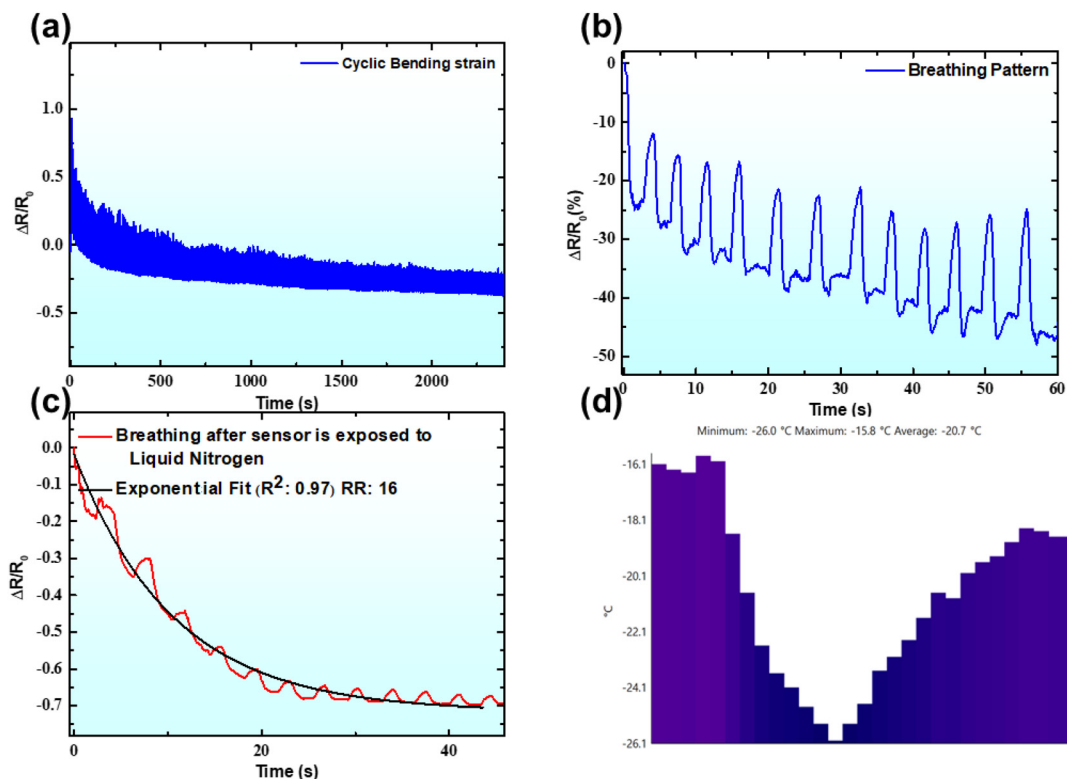 (a)
Cyclic Bending strain
1.0
0.5
0.0
-0.5
ΔR/R0
0
500
1000
1500
2000
Time (s)
(b)
Breathing Pattern
0
-10
-20
-30
-40
-50
ΔR/R0(%)
0
10
20
30
40
50
60
Time (s)
(c)
Breathing after sensor is exposed to
Liquid Nitrogen
Exponential Fit (R2: 0.97) RR: 16
0.0
-0.1
-0.2
-0.3
-0.4
-0.5
-0.6
-0.7
-0.8
ΔR/R0
0
20
40
Time (s)
(d)
Minimum: -26.0 °C Maximum: -15.8 °C Average: -20.7 °C
-16.1
-18.1
-20.1
-22.1
-24.1
-26.1
°C